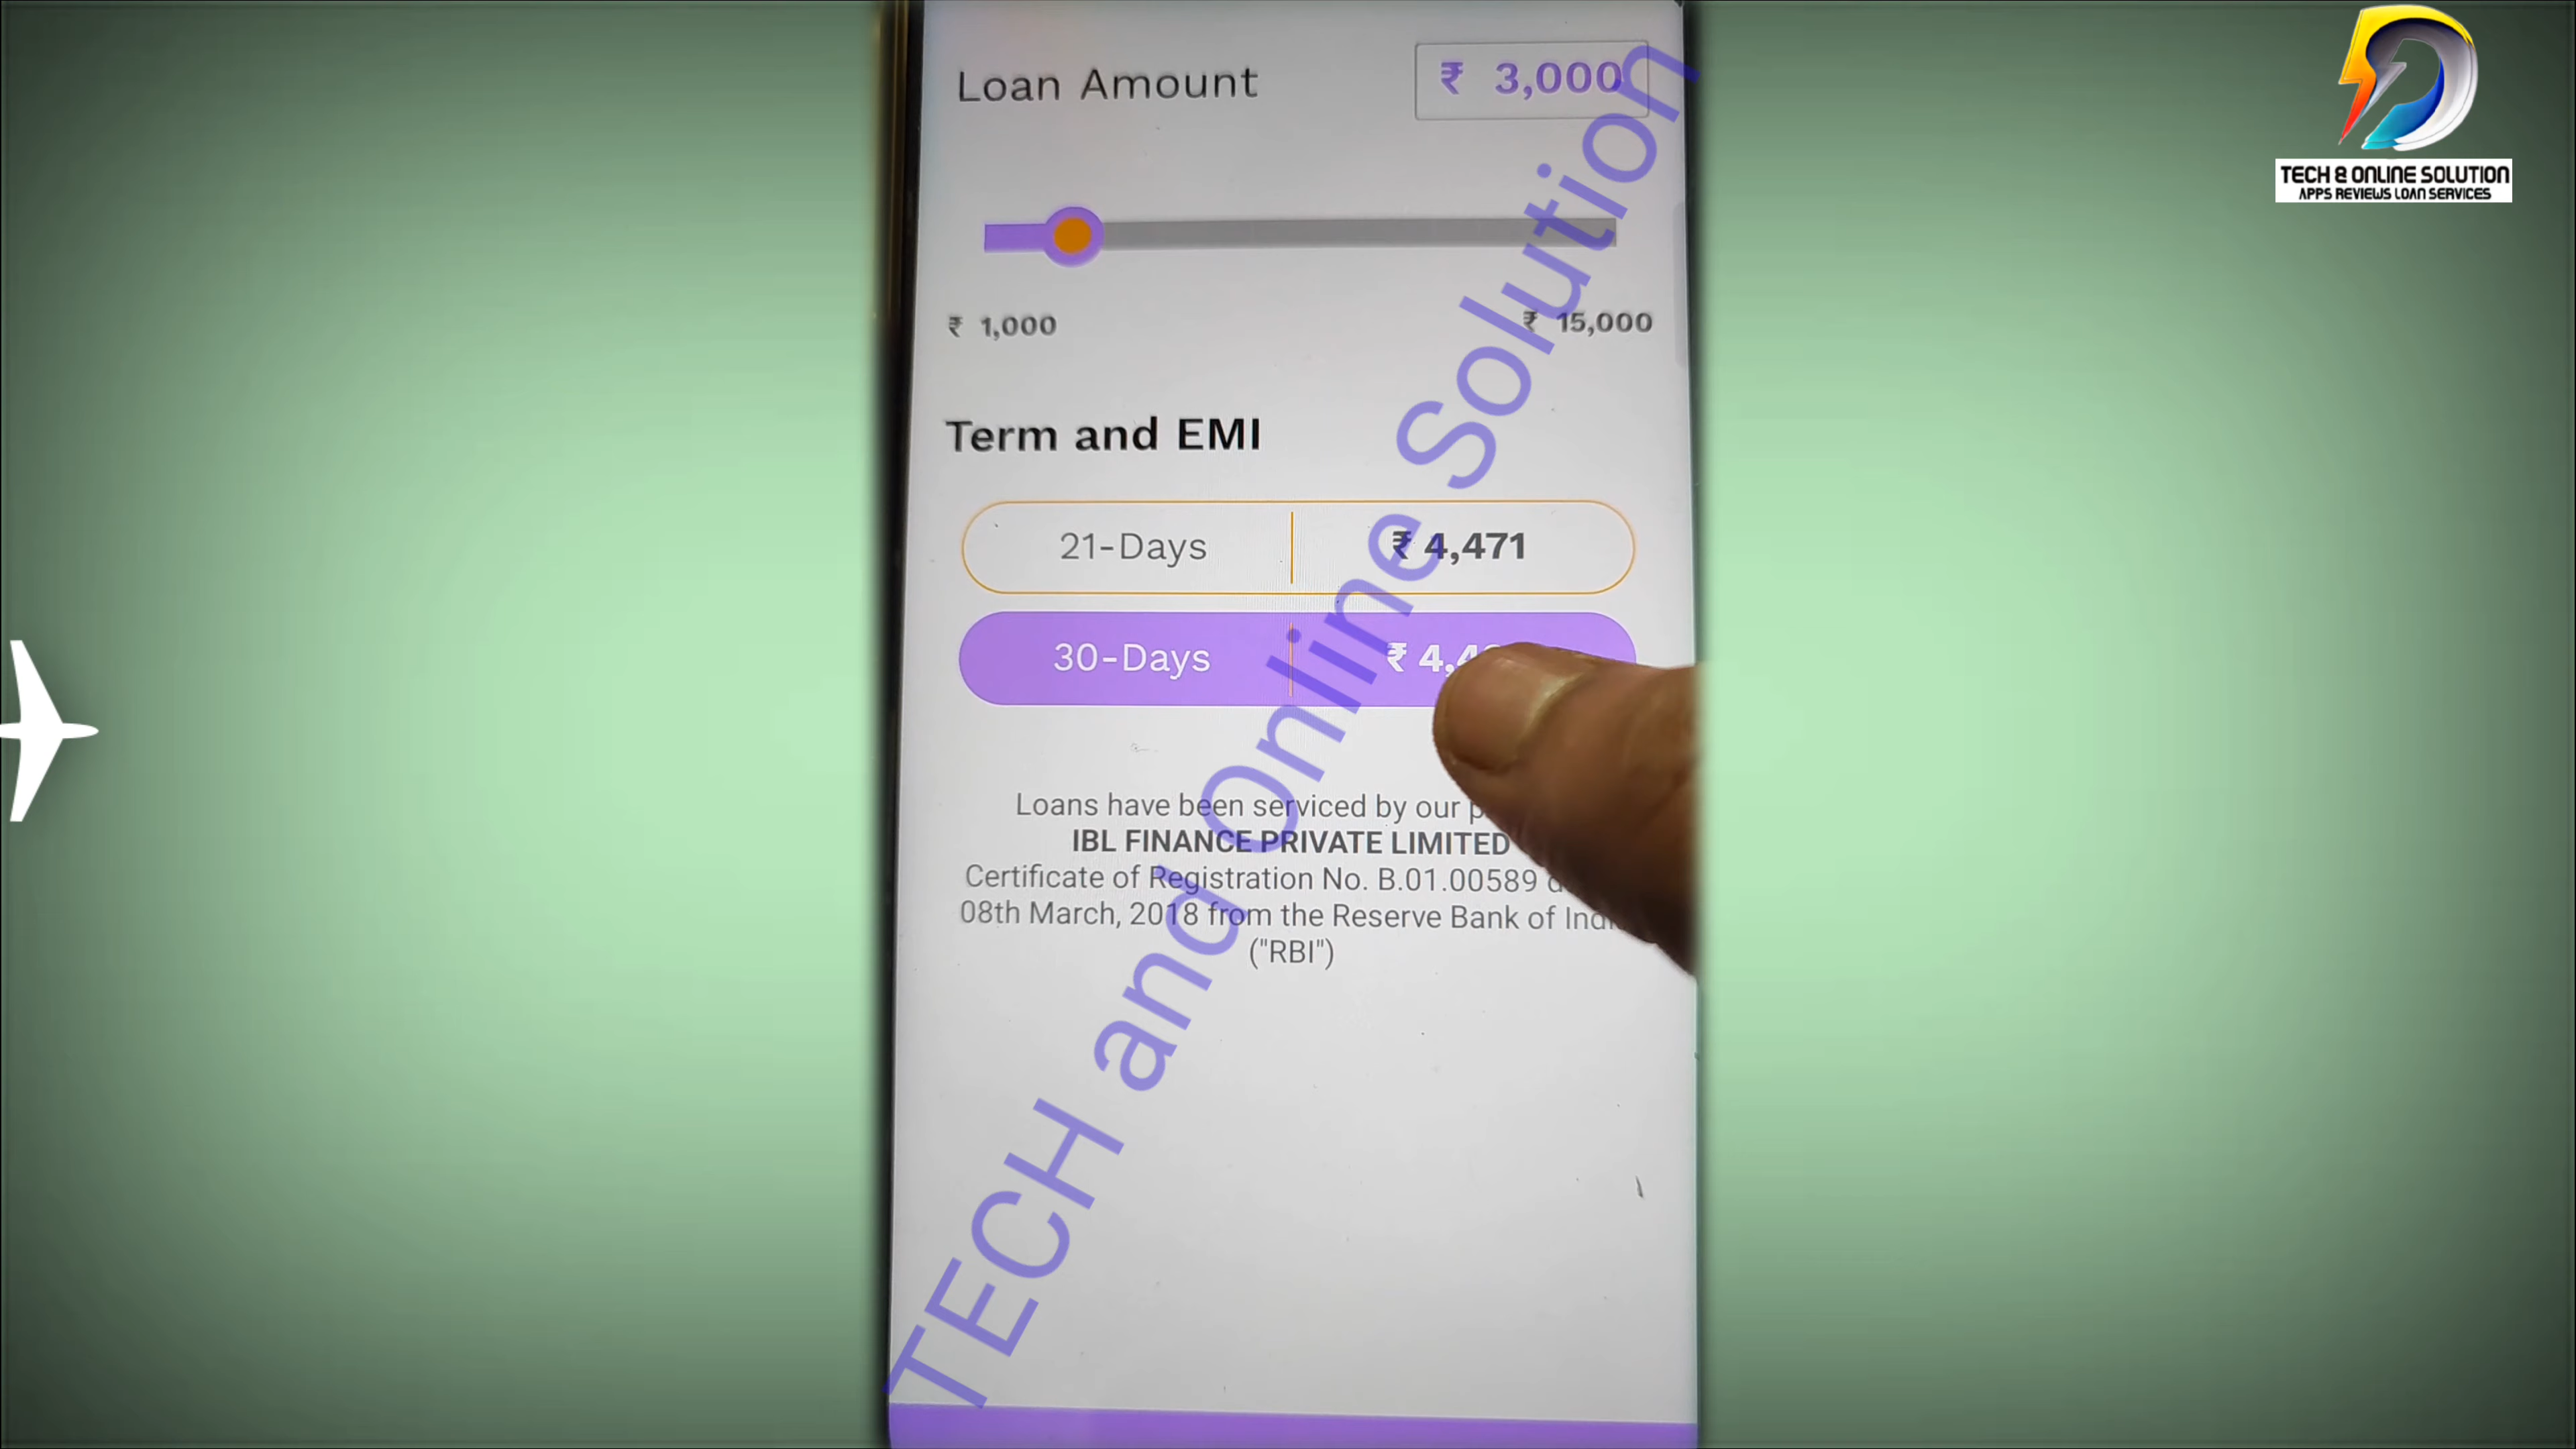 Loan Amount
₹ 3,000
₹ 1,000
₹ 15,000
Term and EMI
21-Days
₹ 4,471
30-Days
₹ 4,4
Loans have been serviced by our
IBL FINANCE PRIVATE LIMITED
Certificate of Registration No. B.01.00589
08th March, 2018 from the Reserve Bank of
("RBI")
TECH and Online Solution
TECH & ONLINE SOLUTION
APPS REVIEWS LOAN SERVICES